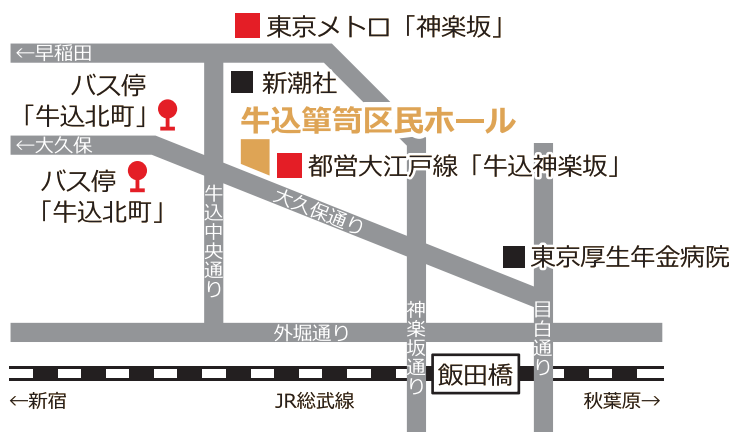 東京メトロ「神楽坂」
←早稲田
新潮社
バス停
「牛込北町」
牛込簞笥区民ホール
←大久保
都営大江戸線「牛込神楽坂」
バス停
「牛込北町」
牛込中央通り
大久保通り
東京厚生年金病院
外堀通り
神楽坂通り
目白通り
飯田橋
←新宿
JR総武線
秋葉原→